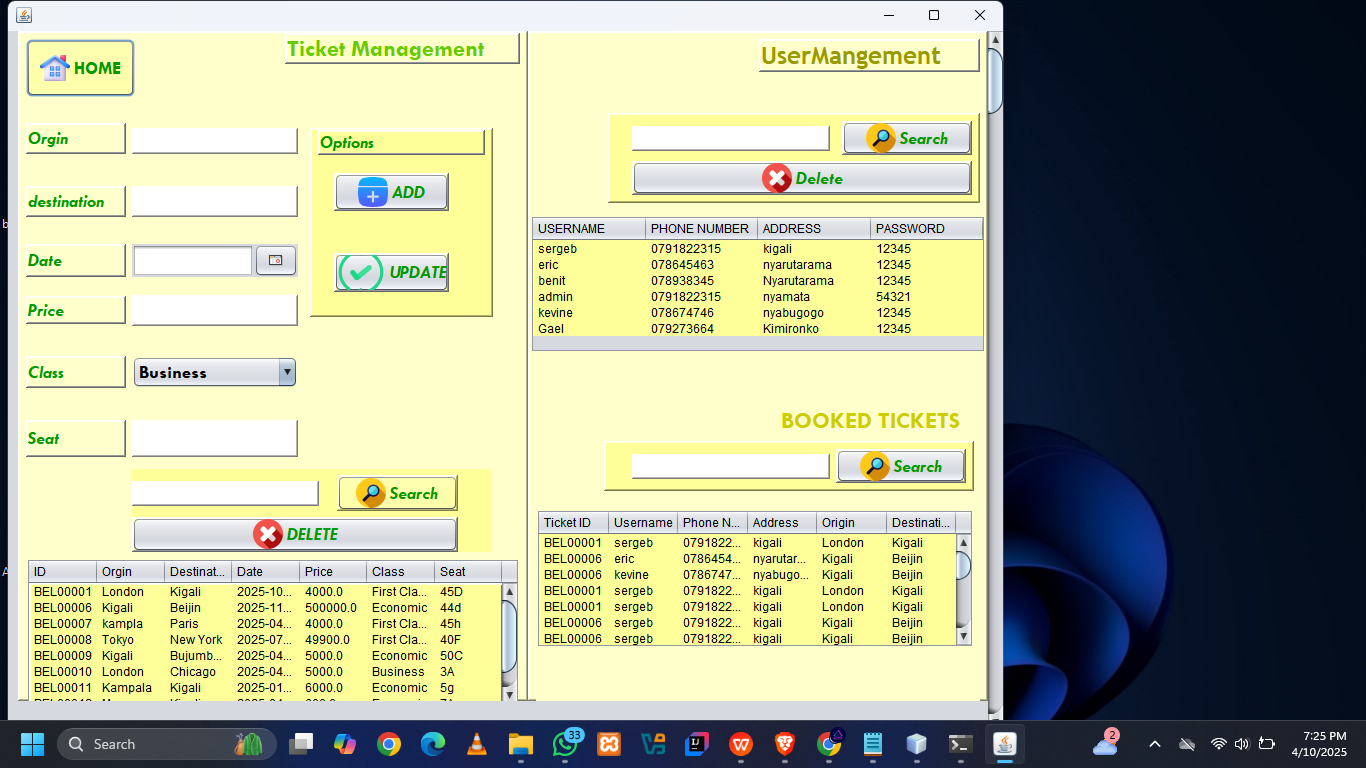 Ticket Management
UserMangement
HOME
Orgin
Options
Search
destination
ADD
Delete
Date
UPDATE
Price
Class
Business
Seat
USERNAME PHONE NUMBER ADDRESS PASSWORD
sergeb 0791822315 kigali 12345
eric 078645463 nyarutarama 12345
benit 078938345 Nyarutarama 12345
admin 0791822315 nyamata 54321
kevine 078674746 nyabugogo 12345
Gael 079273664 Kimironko 12345
BOOKED TICKETS
Search
Search
DELETE
ID Orgin Destinat... Date Price Class Seat
BEL00001 London Kigali 2025-10... 4000.0 First Cla... 45D
BEL00006 Kigali Beijin 2025-11... 500000.0 Economic 44d
BEL00007 kampla Paris 2025-04... 4000.0 First Cla... 45h
BEL00008 Tokyo New York 2025-07... 49900.0 First Cla... 40F
BEL00009 Kigali Bujumb... 2025-04... 5000.0 Economic 50C
BEL00010 London Chicago 2025-04... 5000.0 Business 3A
BEL00011 Kampala Kigali 2025-01... 6000.0 Economic 5g
Ticket ID Username Phone N... Address Origin Destinati...
BEL00001 sergeb 0791822... kigali London Kigali
BEL00006 eric 0786454... nyarutar... Kigali Beijin
BEL00006 kevine 0786747... nyabugo... Kigali Beijin
BEL00001 sergeb 0791822... kigali London Kigali
BEL00001 sergeb 0791822... kigali London Kigali
BEL00006 sergeb 0791822... kigali Kigali Beijin
BEL00006 sergeb 0791822... kigali Kigali Beijin
Search
33
2
7:25 PM
4/10/2025